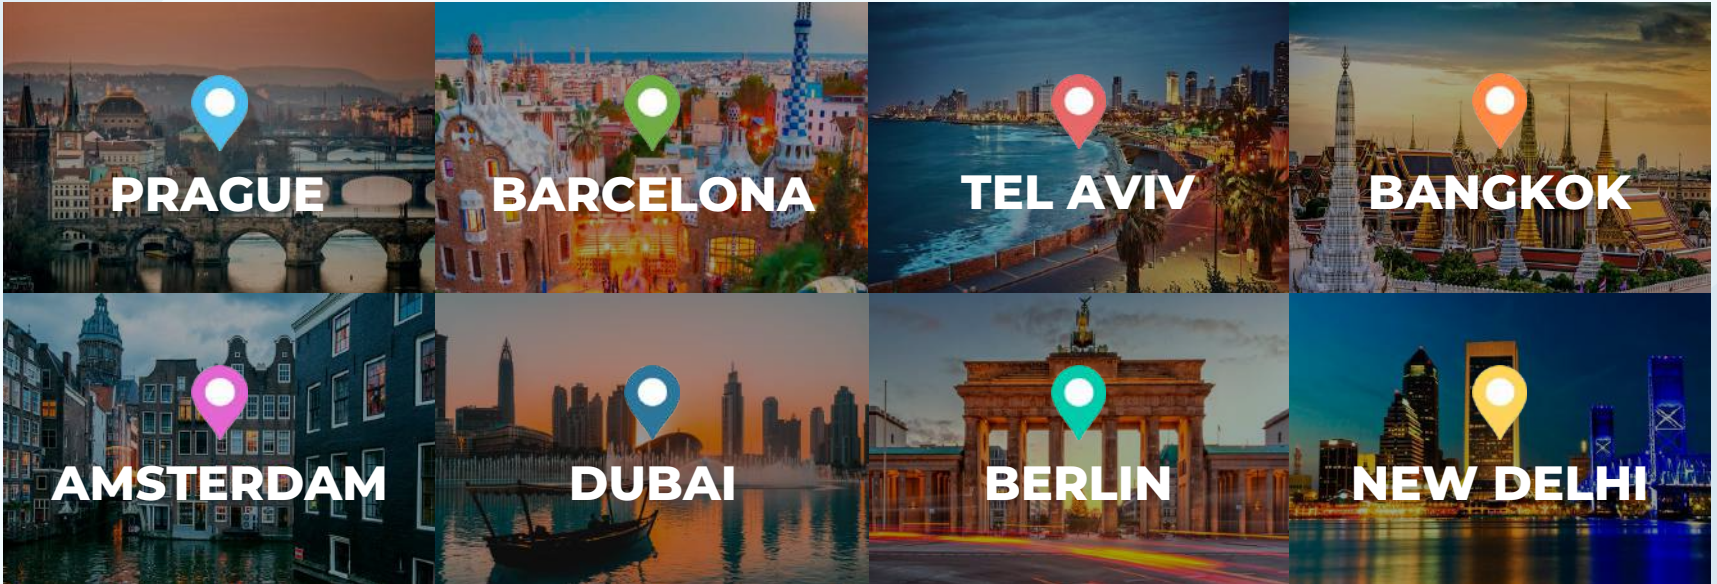 PRAGUE
BARCELONA
TEL AVIV
BANGKOK
AMSTERDAM
DUBAI
BERLIN
NEW DELHI